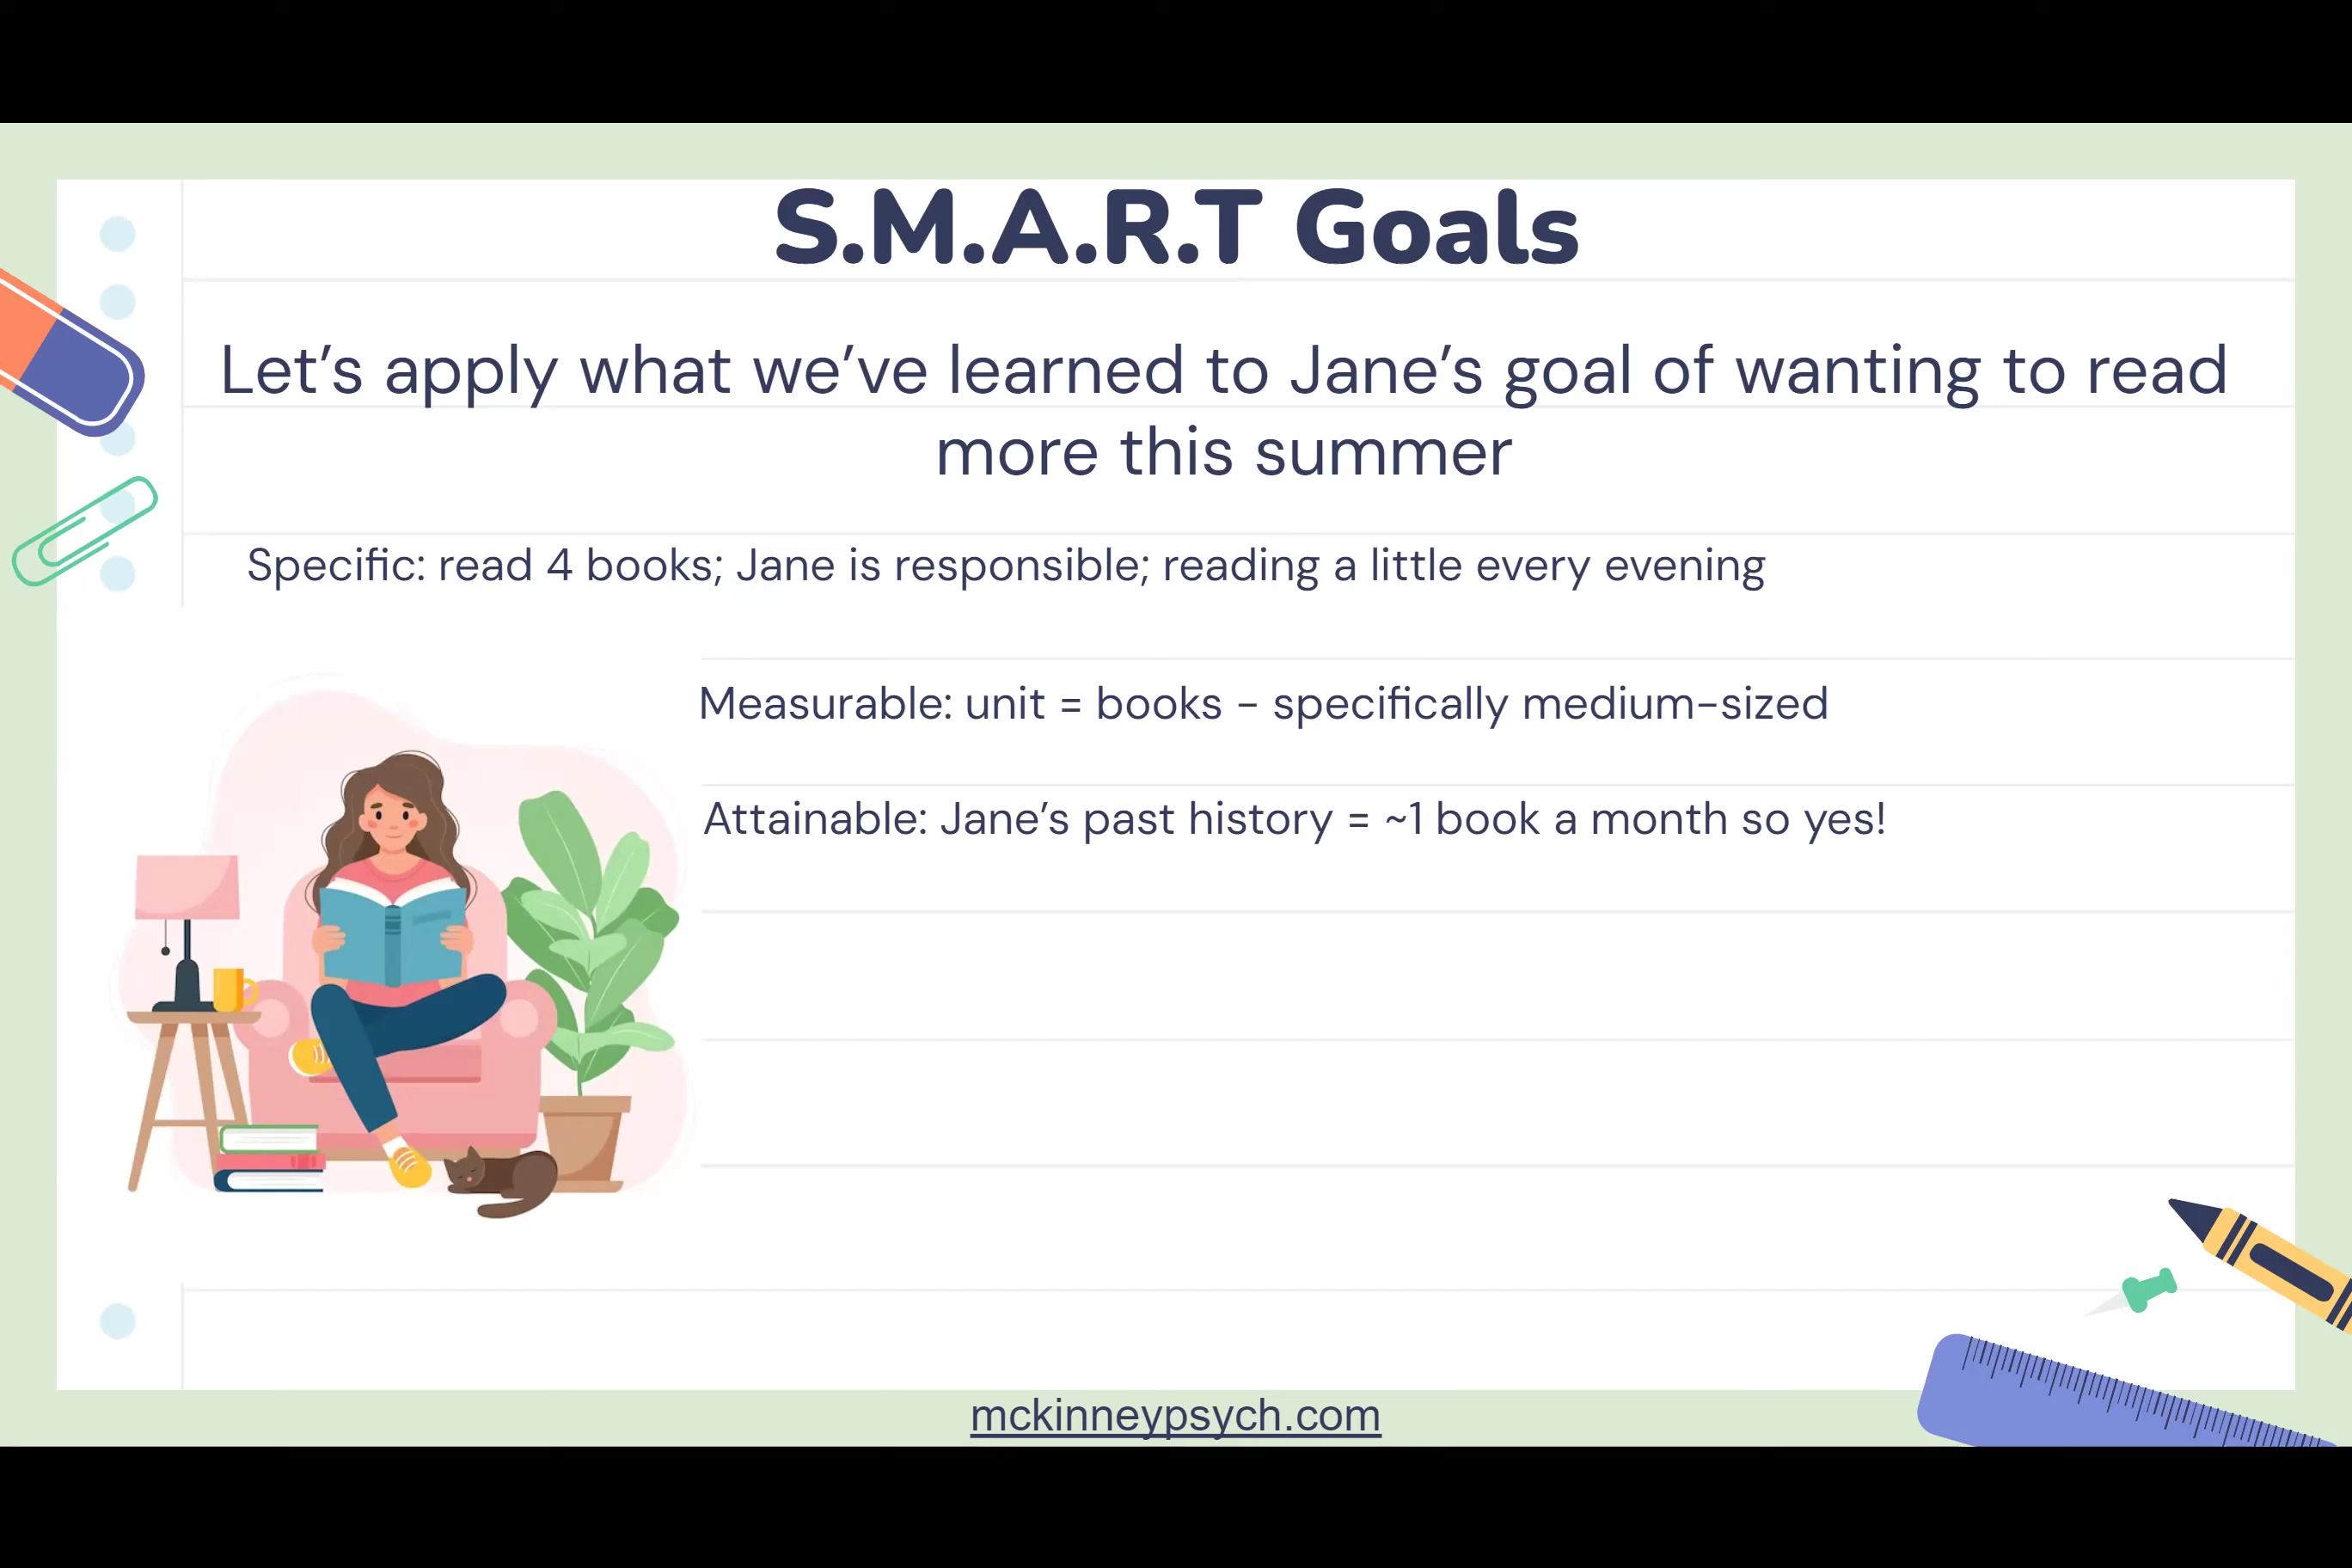 S.M.A.R.T Goals
Let’s apply what we’ve learned to Jane’s goal of wanting to read
more this summer
Specific: read 4 books; Jane is responsible; reading a little every evening
Measurable: unit = books - specifically medium-sized
Attainable: Jane’s past history = ~1 book a month so yes!
mckinneypsych.com